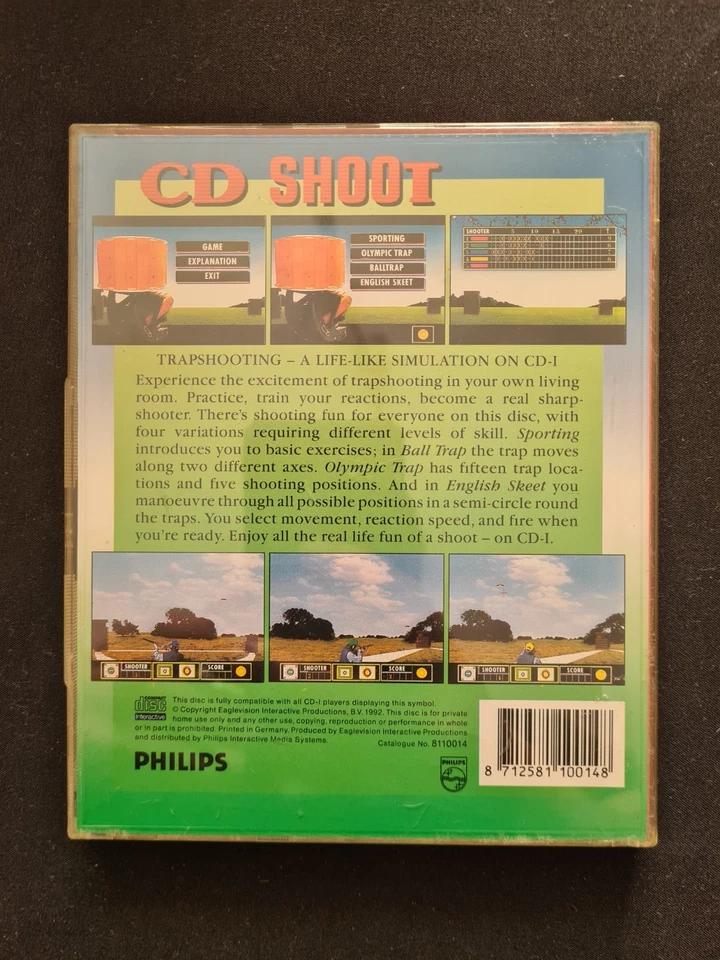 CD SHOOT
GAME
EXPLANATION
EXIT
SPORTING
OLYMPIC TRAP
BALLTRAP
ENGLISH SKEET
SHOOTER 5 10 15 20 T
TRAPSHOOTING – A LIFE-LIKE SIMULATION ON CD-I
Experience the excitement of trapshooting in your own living
room. Practice, train your reactions, become a real sharp-
shooter. There's shooting fun for everyone on this disc, with
four variations requiring different levels of skill. Sporting
introduces you to basic exercises; in Ball Trap the trap moves
along two different axes. Olympic Trap has fifteen trap loca-
tions and five shooting positions. And in English Skeet you
manoeuvre through all possible positions in a semi-circle round
the traps. You select movement, reaction speed, and fire when
you're ready. Enjoy all the real life fun of a shoot – on CD-I.
SHOOTER SCORE
SHOOTER SCORE
SHOOTER SCORE
COMPACT
disc
Interactive
This disc is fully compatible with all CD-I players displaying this symbol.
© Copyright Eaglevision Interactive Productions, B.V. 1992. This disc is for private
home use only and any other use, copying, reproduction or performance in whole
or in part is prohibited. Printed in Germany. Produced by Eaglevision Interactive Productions
and distributed by Philips Interactive Media Systems.
Catalogue No. 8110014
PHILIPS
PHILIPS
8 712581 100148